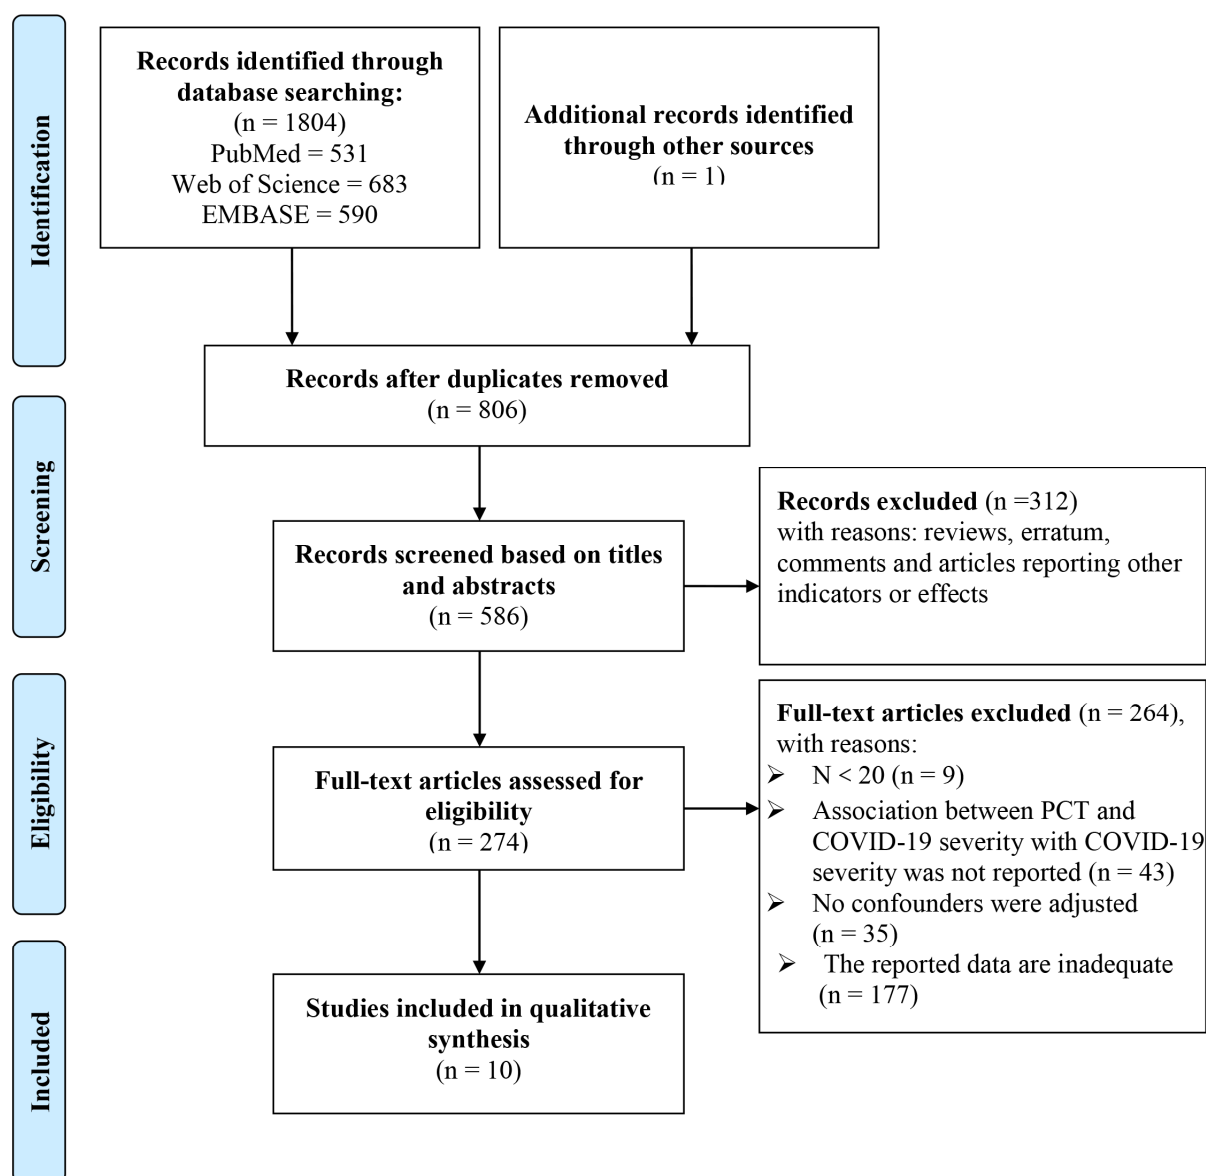 Identification
Records identified through
database searching:
(n = 1804)
PubMed = 531
Web of Science = 683
EMBASE = 590
Additional records identified
through other sources
(n = 1)
Records after duplicates removed
(n = 806)
Screening
Records screened based on titles
and abstracts
(n = 586)
Records excluded (n =312)
with reasons: reviews, erratum,
comments and articles reporting other
indicators or effects
Eligibility
Full-text articles assessed for
eligibility
(n = 274)
Full-text articles excluded (n = 264),
with reasons:
➢ N < 20 (n = 9)
➢ Association between PCT and
COVID-19 severity with COVID-19
severity was not reported (n = 43)
➢ No confounders were adjusted
(n = 35)
➢ The reported data are inadequate
(n = 177)
Included
Studies included in qualitative
synthesis
(n = 10)